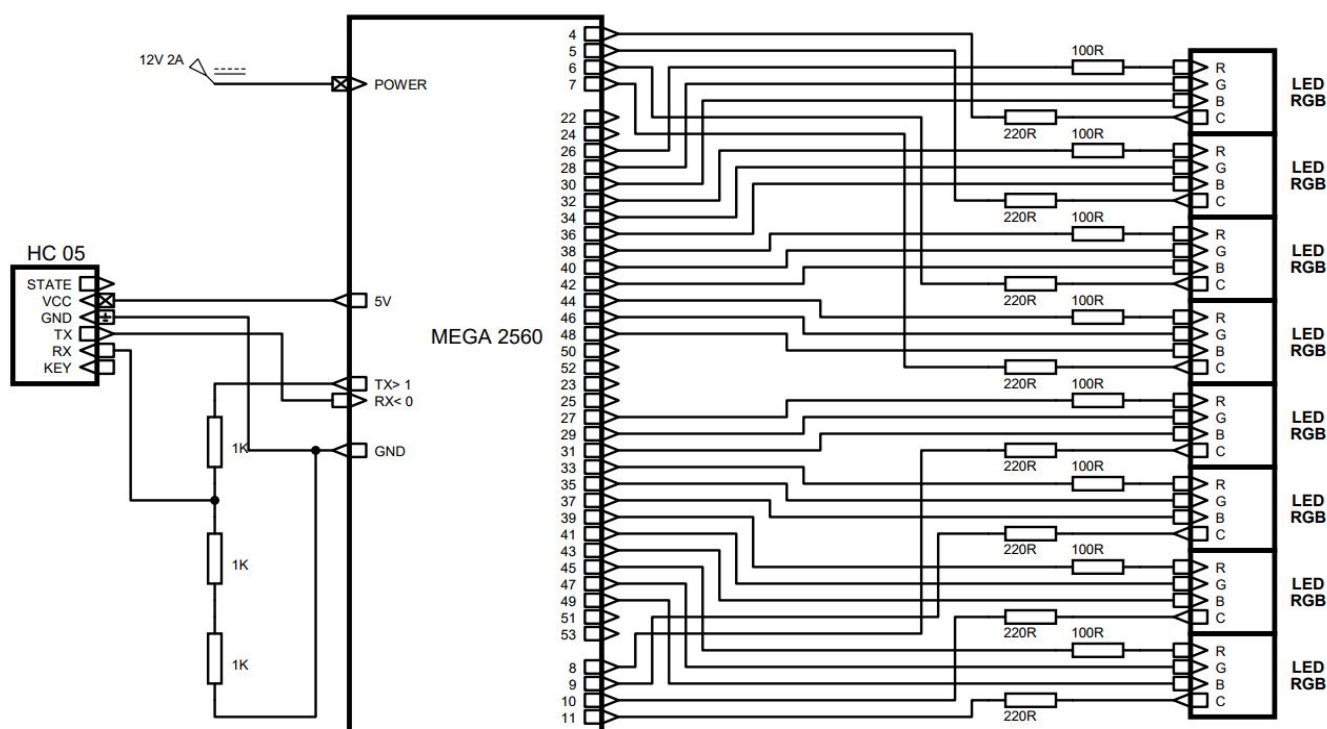 12V 2A
POWER
HC 05
STATE
VCC
GND
TX
RX
KEY
1K
1K
1K
5V
TX> 1
RX< 0
GND
MEGA 2560
4
5
6
7
22
24
26
28
30
32
34
36
38
40
42
44
46
48
50
52
23
25
27
29
31
33
35
37
39
41
43
45
47
49
51
53
8
9
10
11
100R
220R
R
G
B
C
LED
RGB
100R
220R
R
G
B
C
LED
RGB
100R
220R
R
G
B
C
LED
RGB
100R
220R
R
G
B
C
LED
RGB
100R
220R
R
G
B
C
LED
RGB
100R
220R
R
G
B
C
LED
RGB
100R
220R
R
G
B
C
LED
RGB
100R
220R
R
G
B
C
LED
RGB